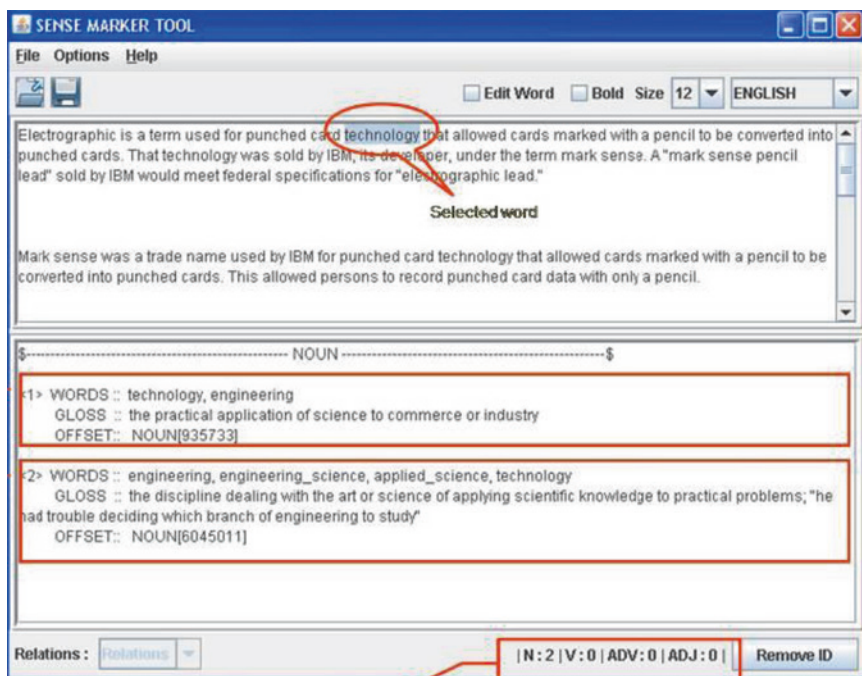 SENSE MARKER TOOL
File Options Help
Edit Word Bold Size 12 ENGLISH
Electrographic is a term used for punched card technology that allowed cards marked with a pencil to be converted into
punched cards. That technology was sold by IBM, its developer, under the term mark sense. A "mark sense pencil
lead" sold by IBM would meet federal specifications for "electrographic lead."
Selected word
Mark sense was a trade name used by IBM for punched card technology that allowed cards marked with a pencil to be
converted into punched cards. This allowed persons to record punched card data with only a pencil.
$------------------------------------------------ NOUN ------------------------------------------------$
<1> WORDS :: technology, engineering
GLOSS :: the practical application of science to commerce or industry
OFFSET:: NOUN[935733]
<2> WORDS :: engineering, engineering_science, applied_science, technology
GLOSS :: the discipline dealing with the art or science of applying scientific knowledge to practical problems; "he
had trouble deciding which branch of engineering to study"
OFFSET:: NOUN[6045011]
Relations : Relations |N:2|V:0|ADV:0|ADJ:0| Remove ID